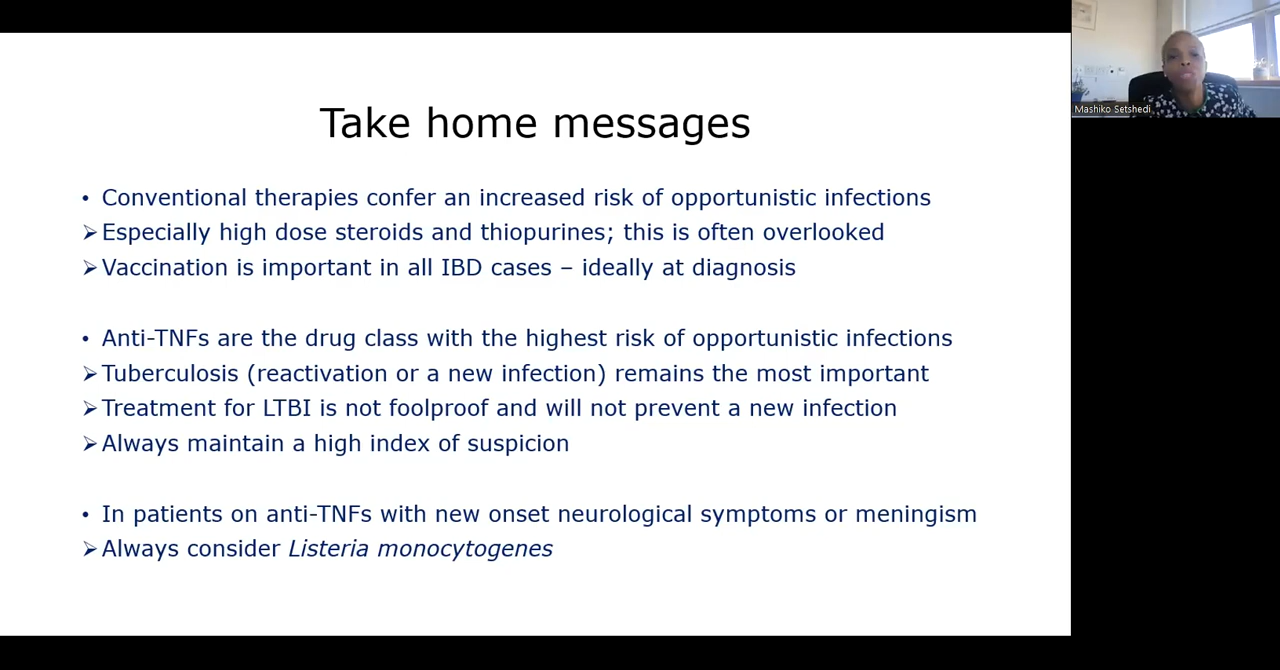 Take home messages
• Conventional therapies confer an increased risk of opportunistic infections
➢ Especially high dose steroids and thiopurines; this is often overlooked
➢ Vaccination is important in all IBD cases – ideally at diagnosis
• Anti-TNFs are the drug class with the highest risk of opportunistic infections
➢ Tuberculosis (reactivation or a new infection) remains the most important
➢ Treatment for LTBI is not foolproof and will not prevent a new infection
➢ Always maintain a high index of suspicion
• In patients on anti-TNFs with new onset neurological symptoms or meningism
➢ Always consider Listeria monocytogenes
Mashiko Setshedi